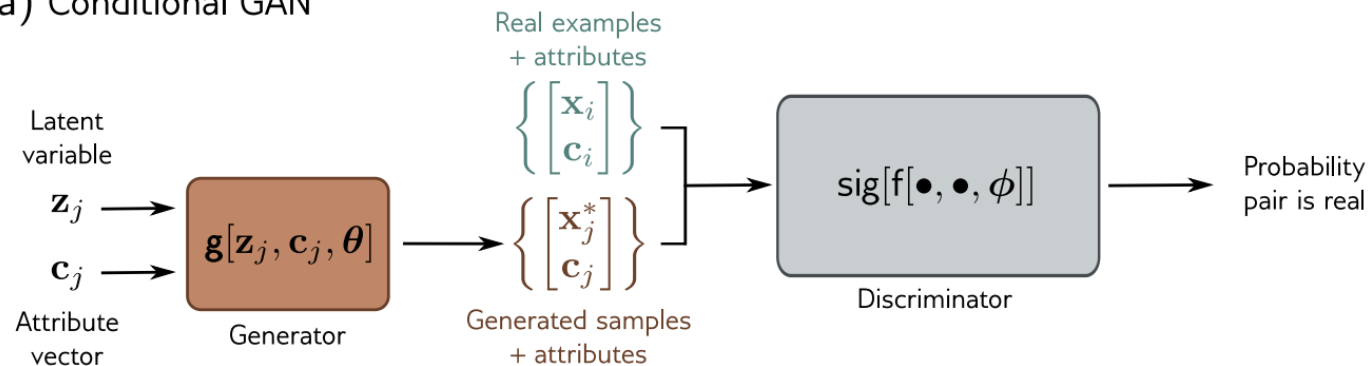 a) Conditional GAN
Real examples
+ attributes
{[x_i
c_i]}
Latent
variable
z_j
c_j
Attribute
vector
g[z_j, c_j, θ]
Generator
{[x_j^*
c_j]}
Generated samples
+ attributes
sig[f[•, •, ϕ]]
Discriminator
Probability
pair is real